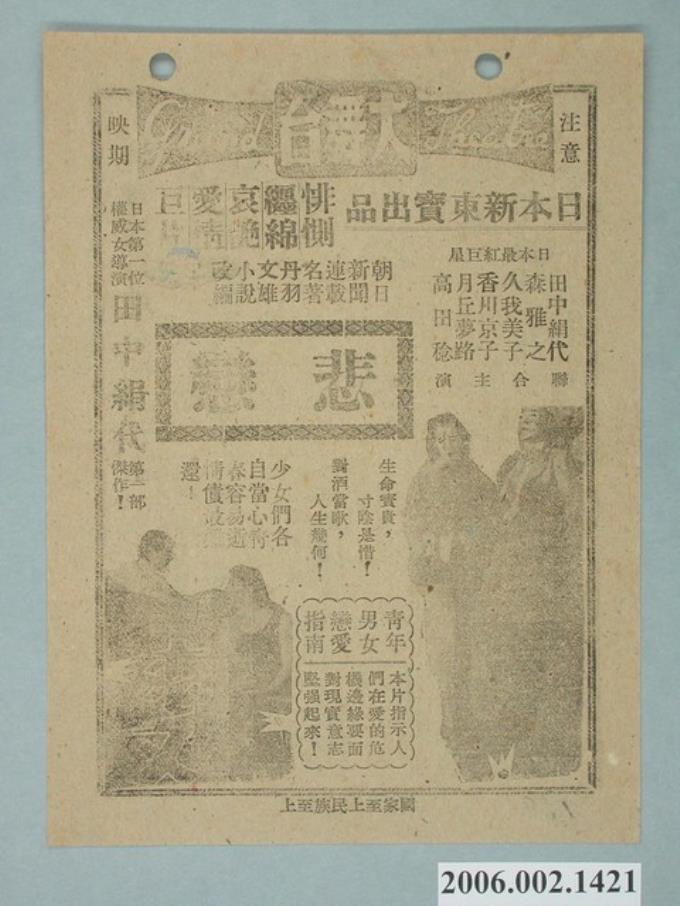 大舞台
Grand Theatre
注意
映期
日本新東寶出品
悱惻
纏綿
哀艷
愛情
巨片
日本最紅巨星
田中絹代
森雅之
久我美子
香川京子
月丘夢路
高田稔
聯合主演
朝日
新聞
連載
名著
丹羽
文雄
小說
改編
日本第一位
權威女導演
田中絹代
第一部
傑作！
悲戀
生命寶貴，
寸陰是惜！
對酒當歌，
人生幾何！
少女們各
自當心青
春容易逝
情債
還！
青年
男女
戀愛
指南
本片指示人
們在愛的危
機邊緣要面
對現實意志
堅强起來！
國家至上民族至上
2006.002.1421